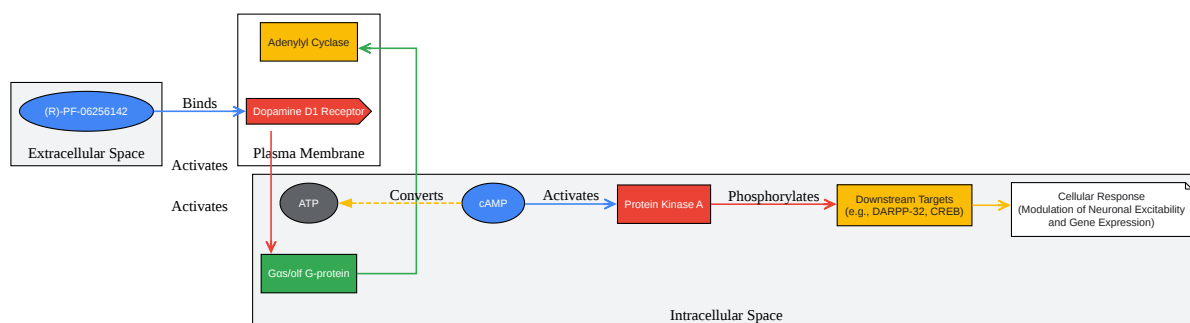 Adenylyl Cyclase
(R)-PF-06256142
Binds
Dopamine D1 Receptor
Extracellular Space
Plasma Membrane
Activates
Activates
ATP
Converts
cAMP
Activates
Protein Kinase A
Phosphorylates
Downstream Targets
(e.g., DARPP-32, CREB)
Cellular Response
(Modulation of Neuronal Excitability
and Gene Expression)
Gαs/olf G-protein
Intracellular Space